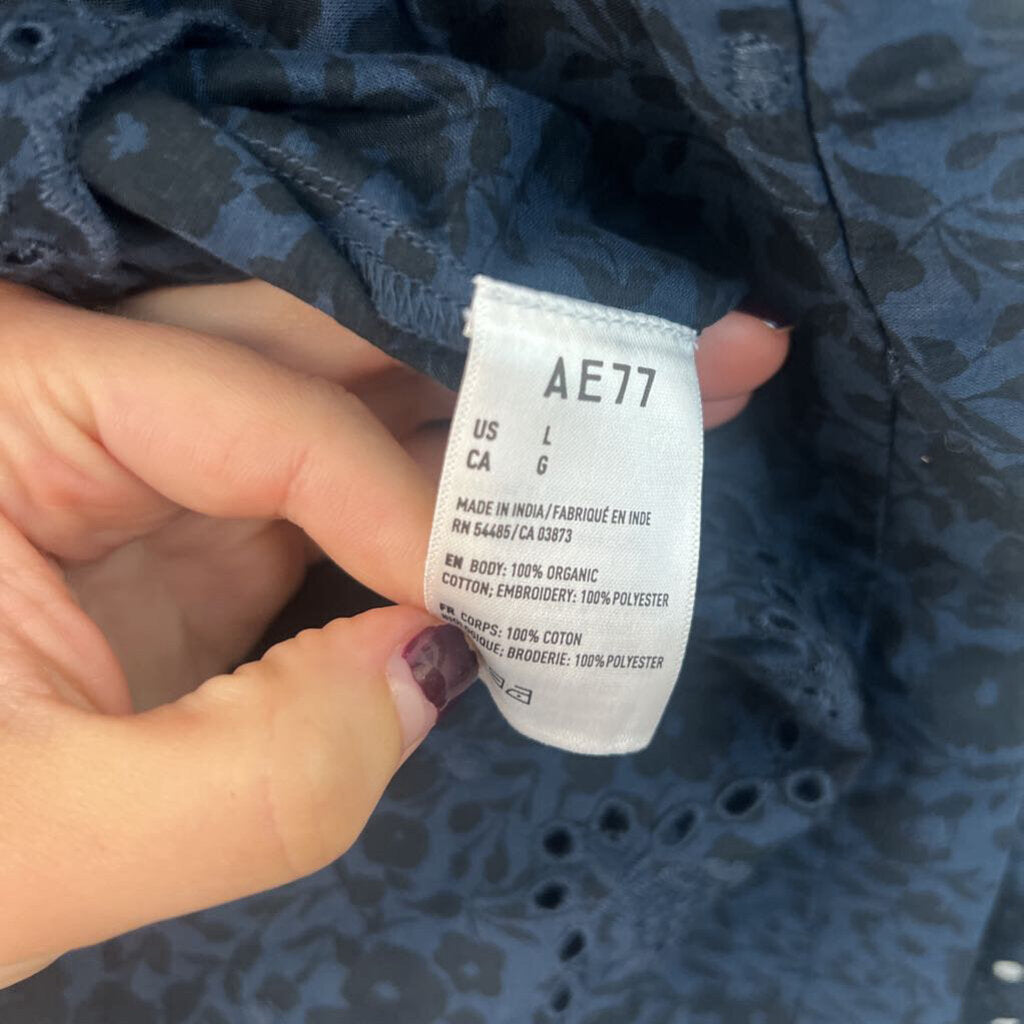 AE77
US L
CA G
MADE IN INDIA/FABRIQUÉ EN INDE
RN 54485/CA 03873
EN BODY: 100% ORGANIC
COTTON; EMBROIDERY: 100% POLYESTER
FR CORPS: 100% COTON
BIOLOGIQUE; BRODERIE: 100% POLYESTER